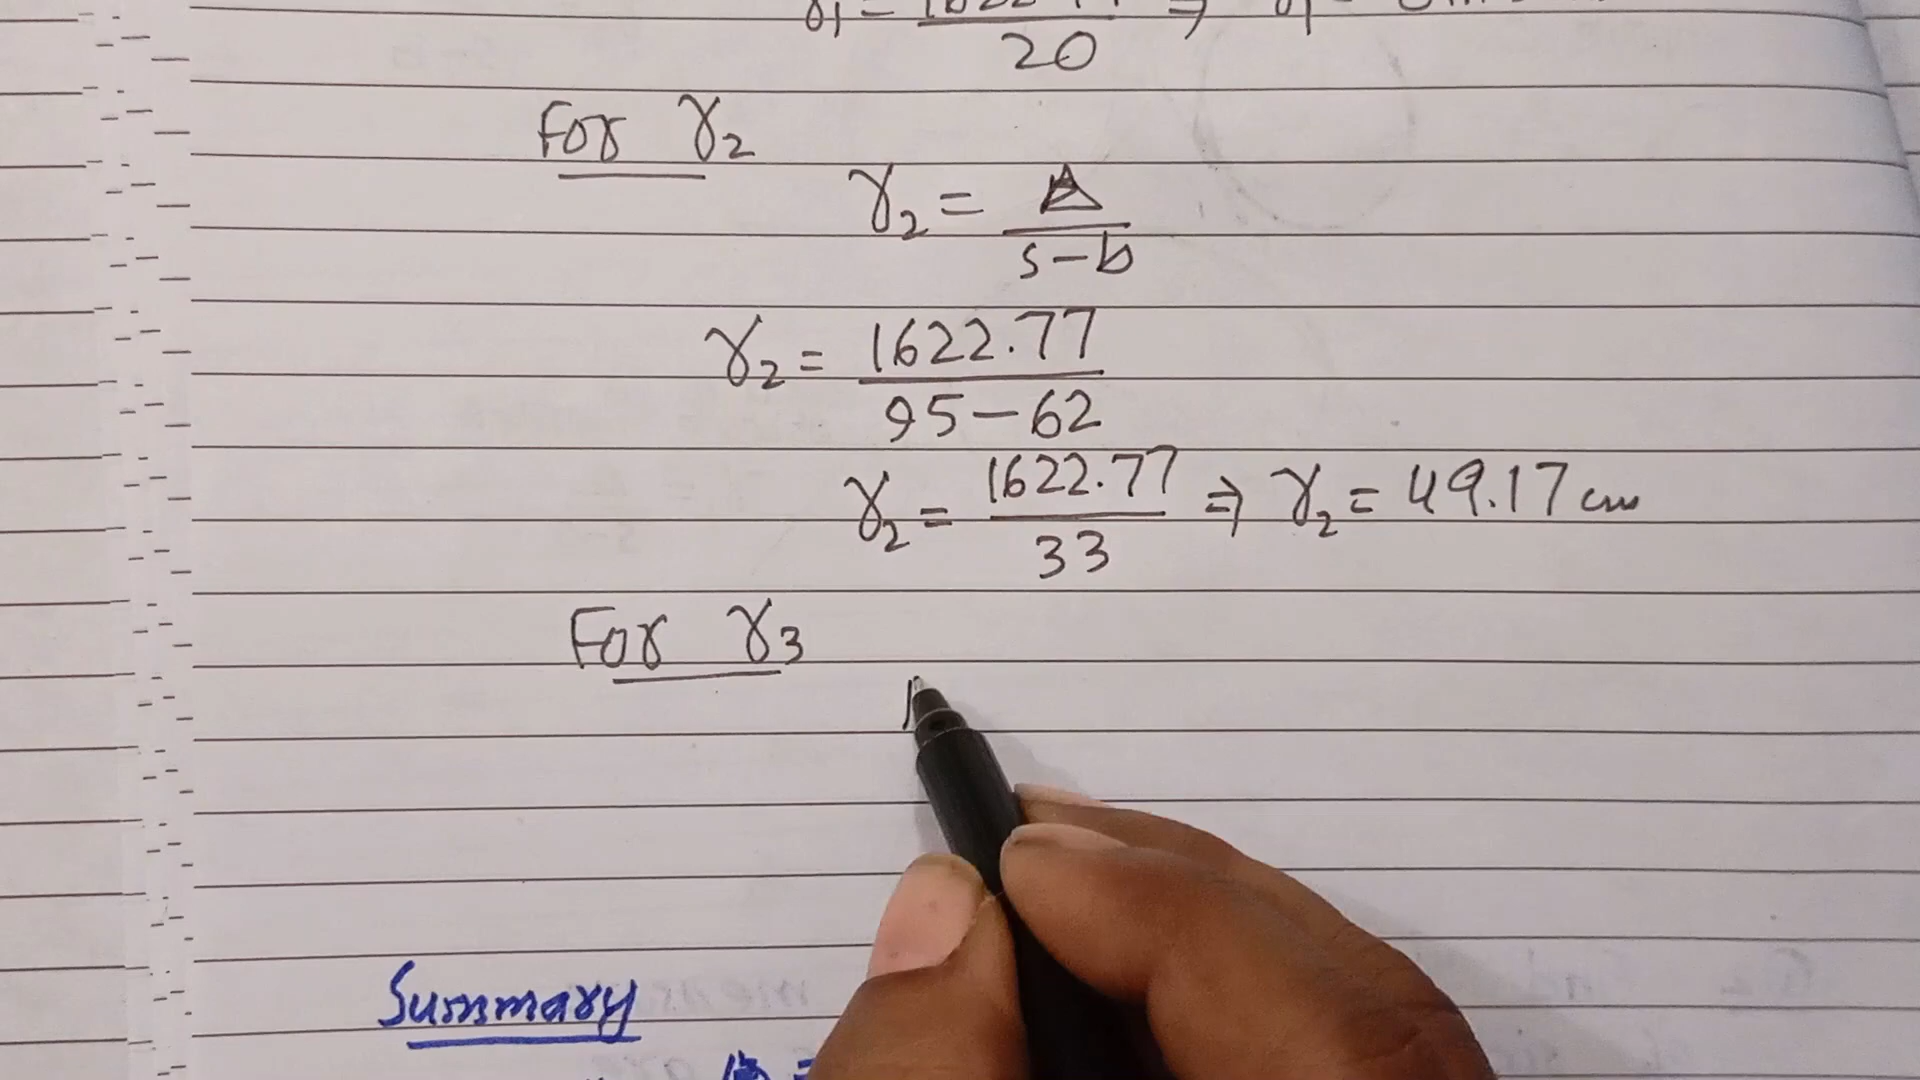 20
For r₂
r₂ = Δ / s-b
r₂ = 1622.77 / 95-62
r₂ = 1622.77 / 33 ⇒ r₂ = 49.17 cm
For r₃
Summary